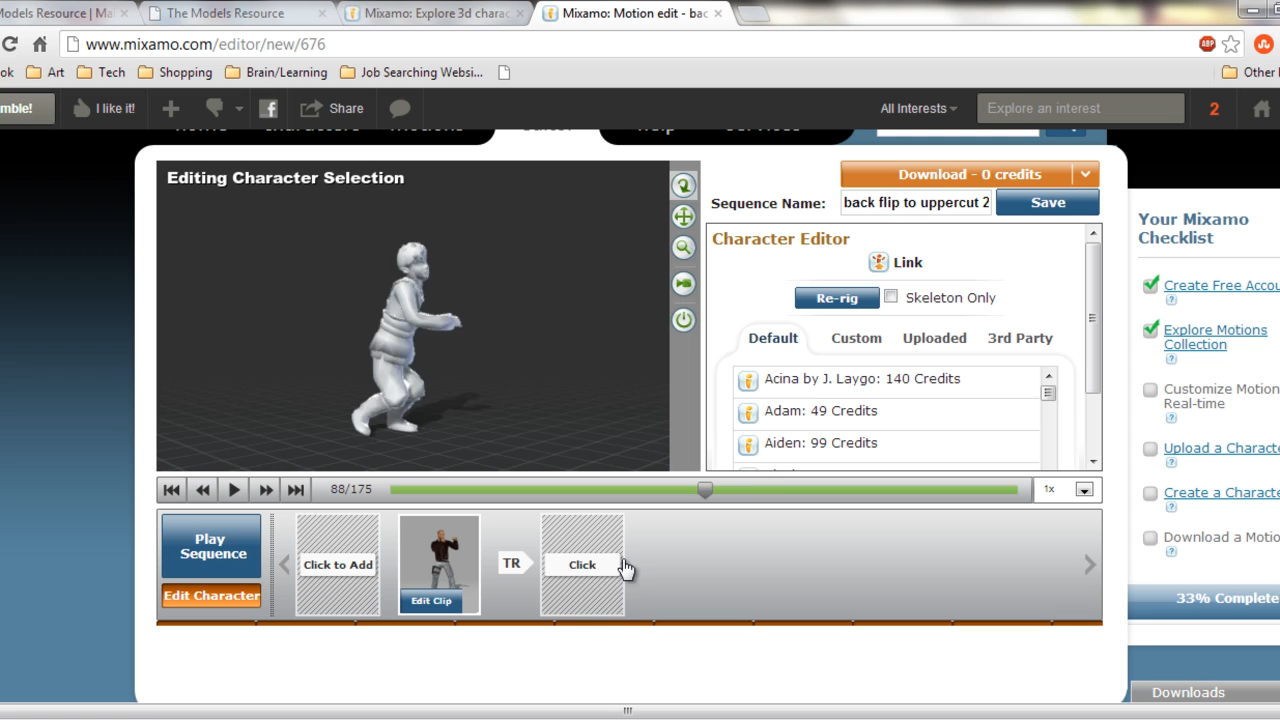 Models Resource | Mai
The Models Resource
Mixamo: Explore 3d charac
Mixamo: Motion edit - bac
www.mixamo.com/editor/new/676
ABP
ok
Art
Tech
Shopping
Brain/Learning
Job Searching Websi...
Other
mble!
I like it!
Share
All Interests
Explore an interest
2
Editing Character Selection
Download - 0 credits
Sequence Name:
back flip to uppercut 2
Save
Character Editor
Link
Re-rig
Skeleton Only
Default
Custom
Uploaded
3rd Party
Acina by J. Laygo: 140 Credits
Adam: 49 Credits
Aiden: 99 Credits
88/175
1x
Play
Sequence
Edit Character
Click to Add
Edit Clip
TR
Click
Your Mixamo
Checklist
Create Free Accou
?
Explore Motions
Collection
?
Customize Motion
Real-time
?
Upload a Characte
?
Create a Characte
?
Download a Motio
?
33% Complete
Downloads